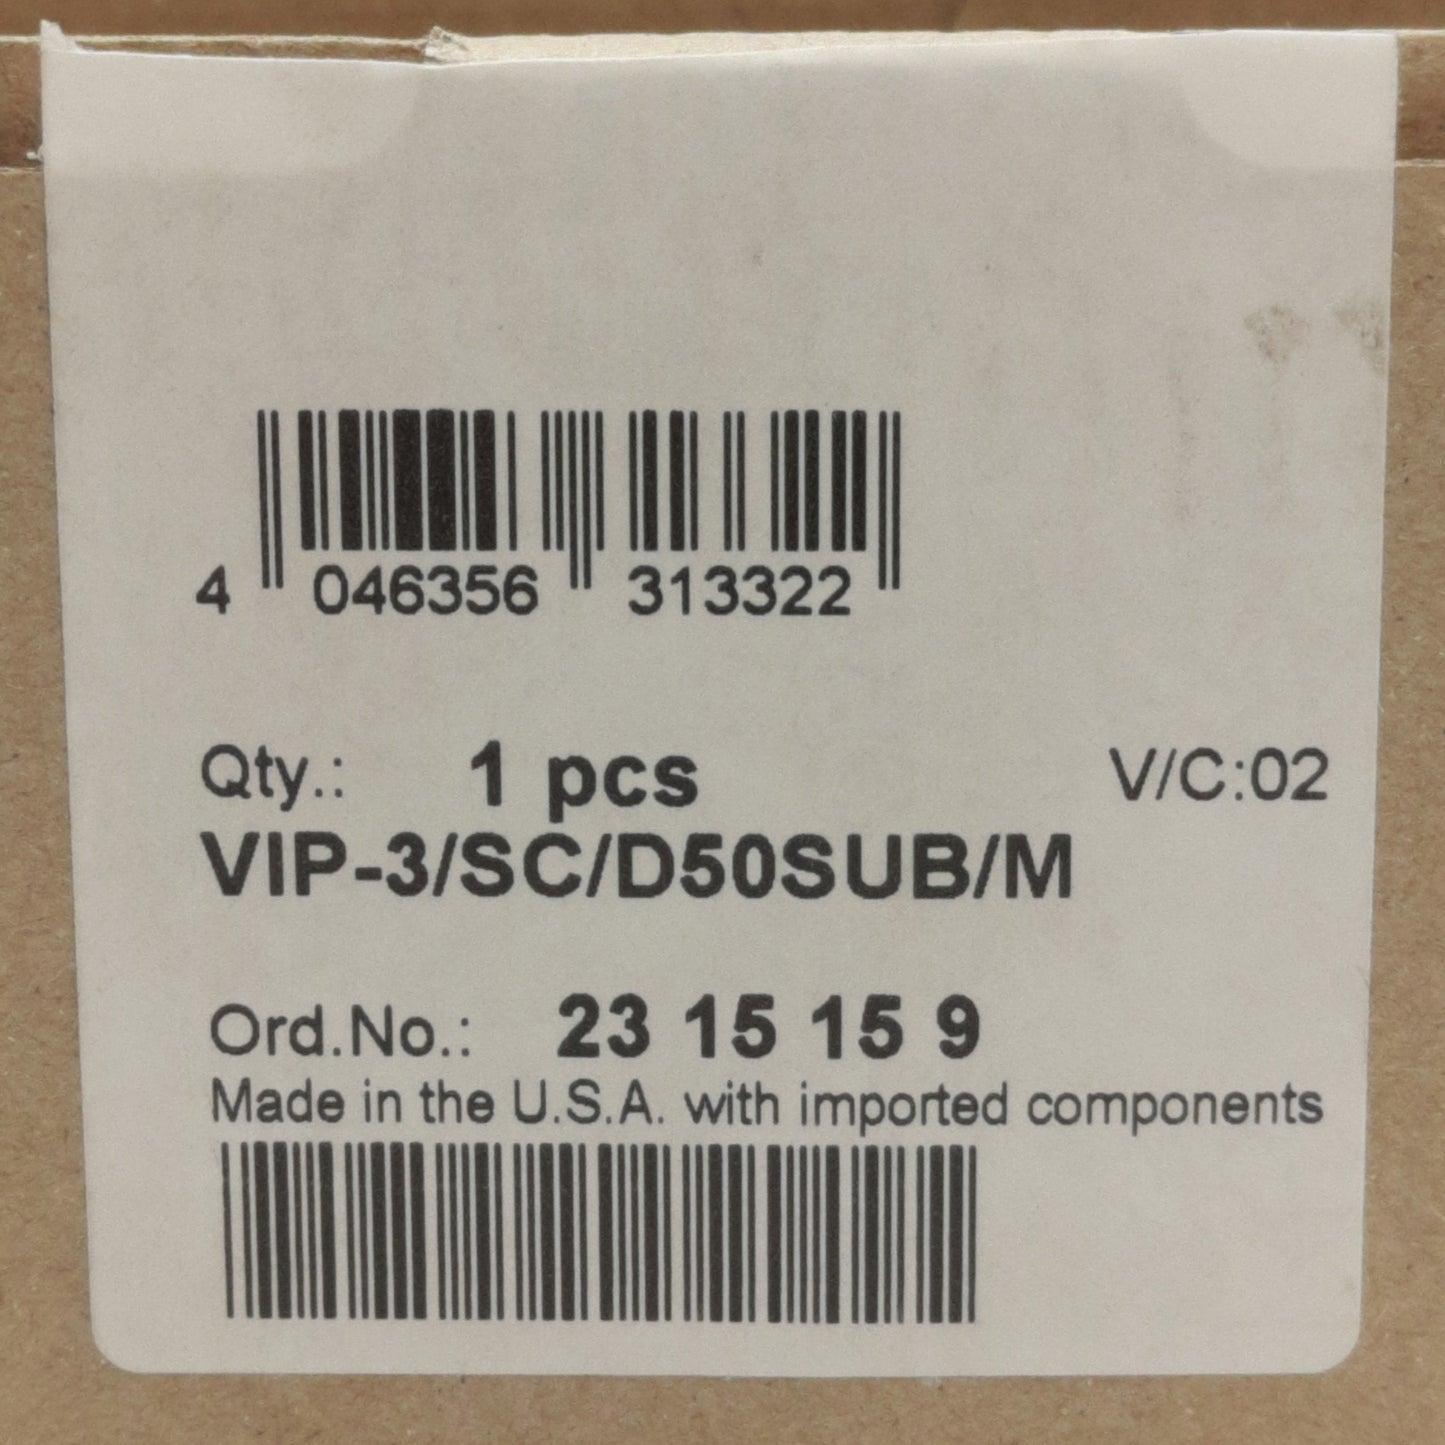 4 046356 313322
Qty.: 1 pcs V/C:02
VIP-3/SC/D50SUB/M
Ord.No.: 23 15 15 9
Made in the U.S.A. with imported components